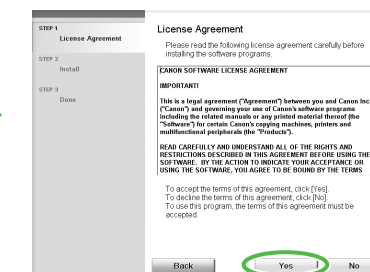 STEP 1
License Agreement
STEP 2
Install
STEP 3
Done
License Agreement
Please read the following license agreement carefully before
installing the software programs.
CANON SOFTWARE LICENSE AGREEMENT
IMPORTANT!
This is a legal agreement ("Agreement") between you and Canon Inc
("Canon") and governing your use of Canon's software programs
including the related manuals or any printed material thereof (the
"Software") for certain Canon's copying machines, printers and
multifunctional peripherals (the "Products").
READ CAREFULLY AND UNDERSTAND ALL OF THE RIGHTS AND
RESTRICTIONS DESCRIBED IN THIS AGREEMENT BEFORE USING THE
SOFTWARE. BY THE ACTION TO INDICATE YOUR ACCEPTANCE OR
USING THE SOFTWARE, YOU AGREE TO BE BOUND BY THE TERMS
To accept the terms of this agreement, click [Yes].
To decline the terms of this agreement, click [No].
To use this program, the terms of this agreement must be
accepted.
Back
Yes
No